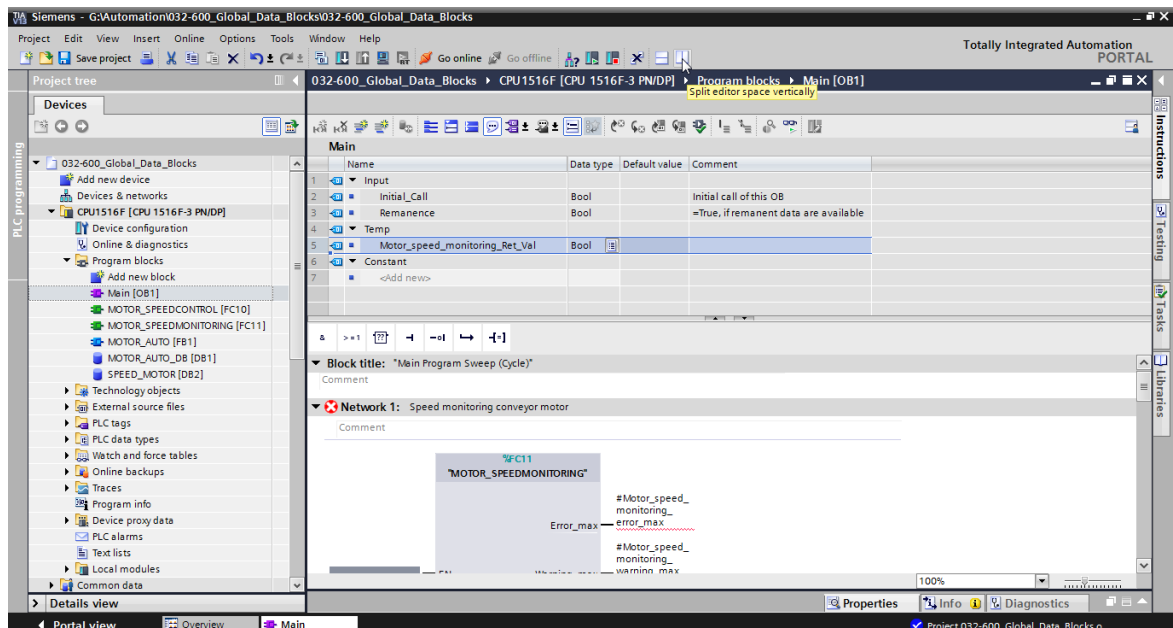 Siemens - G:\Automation\032-600_Global_Data_Blocks\032-600_Global_Data_Blocks
Project Edit View Insert Online Options Tools Window Help
Totally Integrated Automation
PORTAL
Save project
Go online
Go offline
Split editor space vertically
Project tree
032-600_Global_Data_Blocks CPU1516F [CPU 1516F-3 PN/DP] Program blocks Main [OB1]
Devices
PLC programming
032-600_Global_Data_Blocks
Add new device
Devices & networks
CPU1516F [CPU 1516F-3 PN/DP]
Device configuration
Online & diagnostics
Program blocks
Add new block
Main [OB1]
MOTOR_SPEEDCONTROL [FC10]
MOTOR_SPEEDMONITORING [FC11]
MOTOR_AUTO [FB1]
MOTOR_AUTO_DB [DB1]
SPEED_MOTOR [DB2]
Technology objects
External source files
PLC tags
PLC data types
Watch and force tables
Online backups
Traces
Program info
Device proxy data
PLC alarms
Text lists
Local modules
Common data
Details view
Main
Name Data type Default value Comment
1 Input
2 Initial_Call Bool Initial call of this OB
3 Remanence Bool =True, if remanent data are available
4 Temp
5 Motor_speed_monitoring_Ret_Val Bool
6 Constant
7 <Add new>
& >=1 ??
Block title: "Main Program Sweep (Cycle)"
Comment
Network 1: Speed monitoring conveyor motor
Comment
%FC11
"MOTOR_SPEEDMONITORING"
#Motor_speed_
monitoring_
Error_max error_max
#Motor_speed_
monitoring_
EN Warning_max warning_max
100%
Properties Info Diagnostics
Instructions
Testing
Tasks
Libraries
Portal view Overview Main
Project 032-600_Global_Data_Blocks o